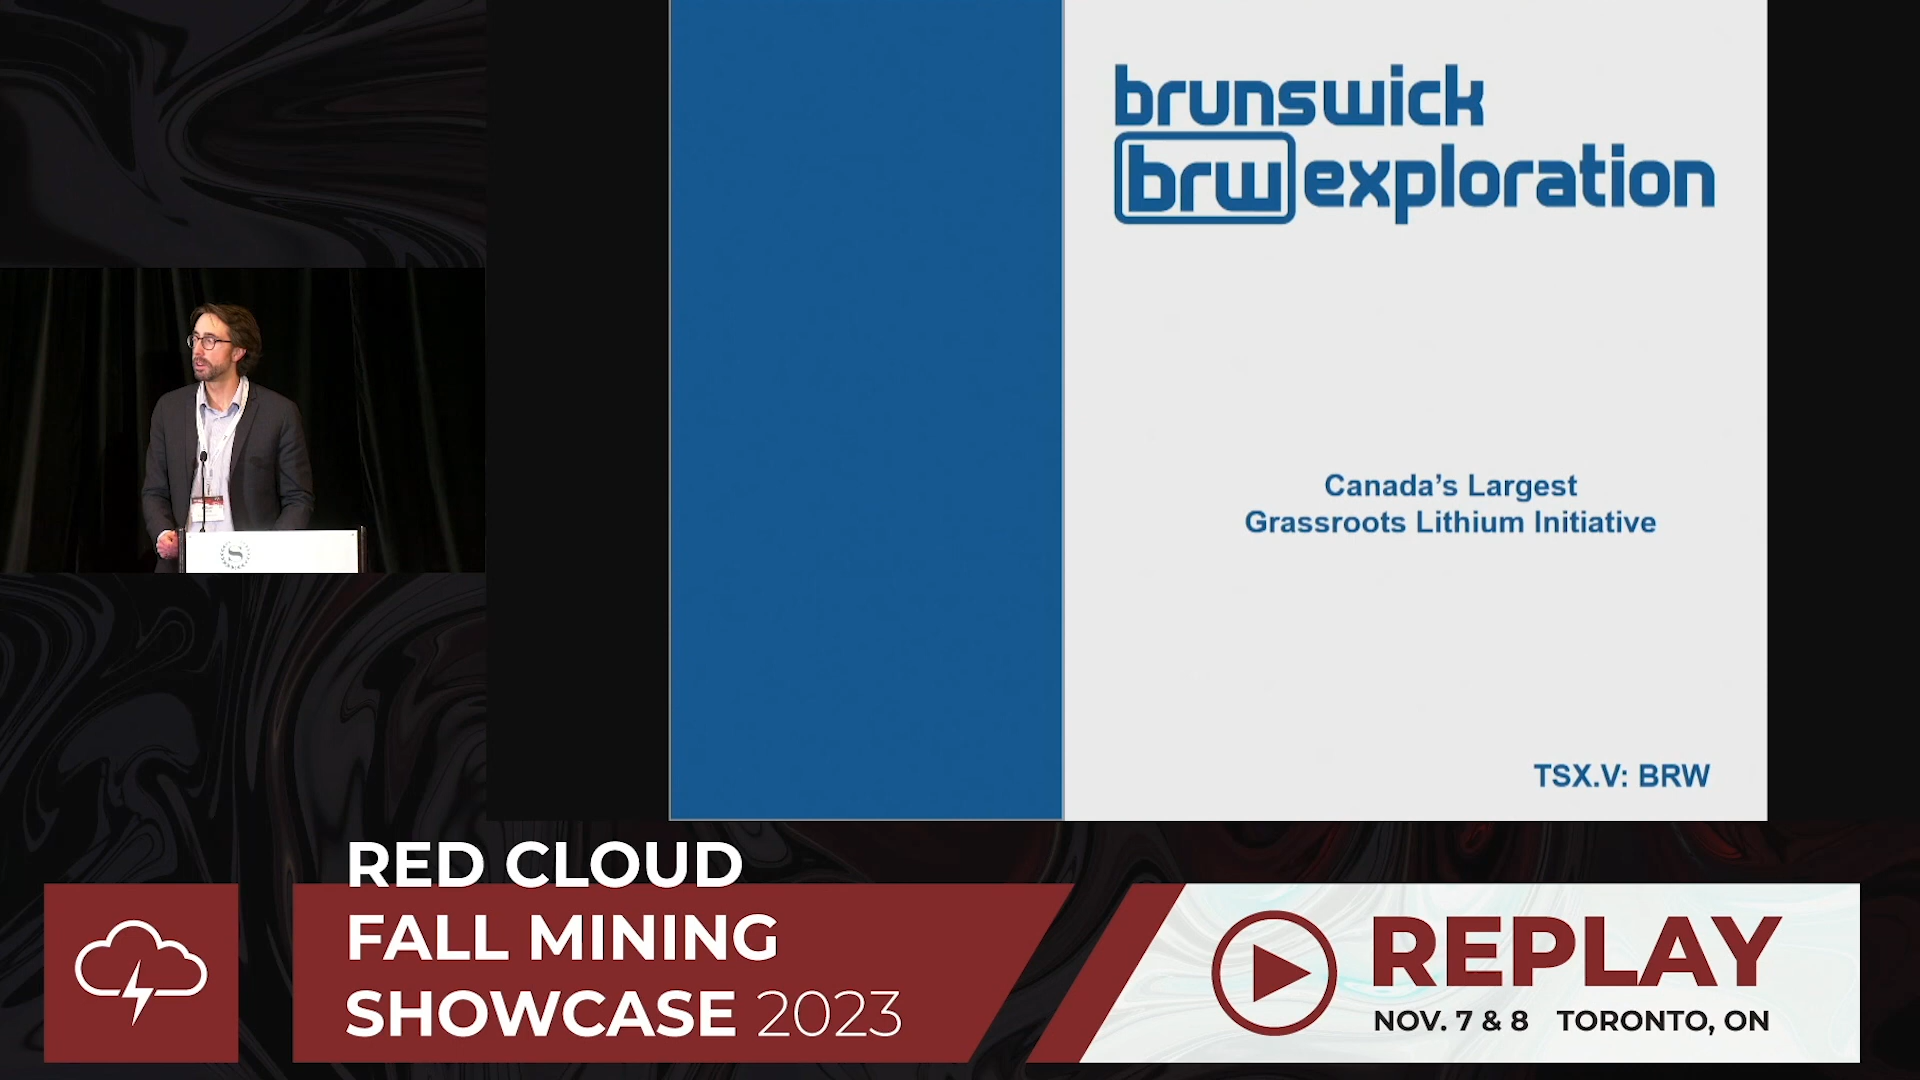 brunswick
brw exploration
Canada's Largest
Grassroots Lithium Initiative
TSX.V: BRW
S
RED CLOUD
FALL MINING
SHOWCASE 2023
REPLAY
NOV. 7 & 8 TORONTO, ON